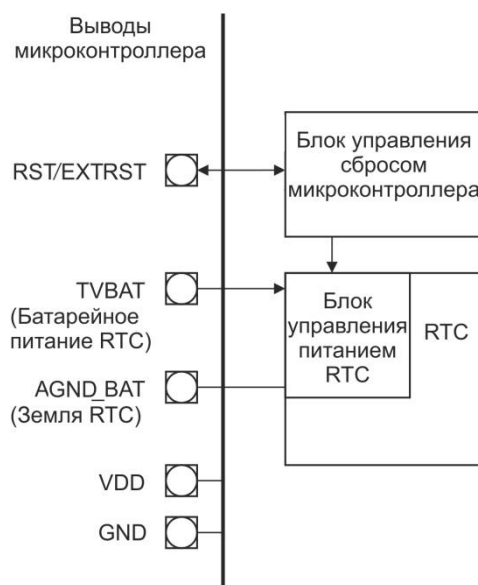 Выводы
микроконтроллера
RST/EXTRST
Блок управления
сбросом
микроконтроллера
TVBAT
(Батарейное
питание RTC)
Блок
управления
питанием
RTC
RTC
AGND_BAT
(Земля RTC)
VDD
GND